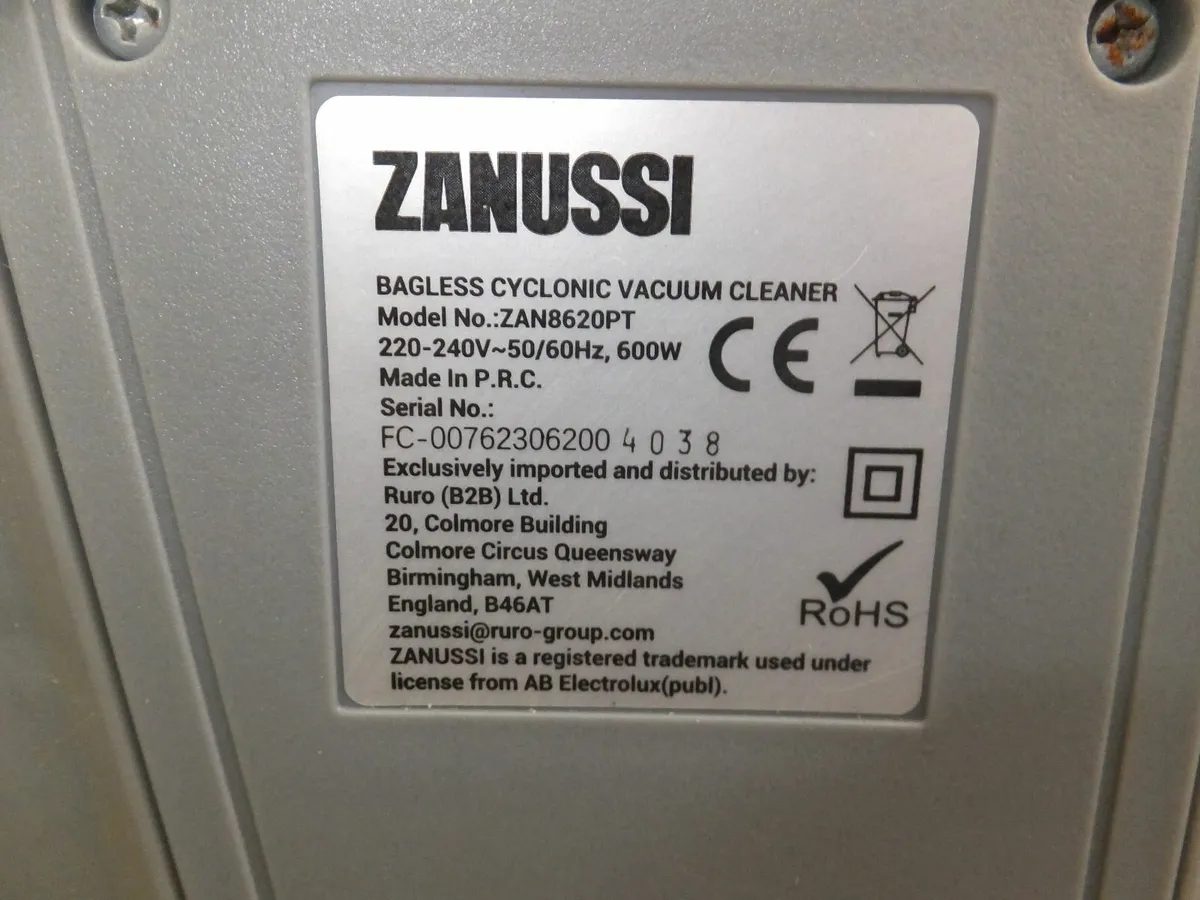 ZANUSSI
BAGLESS CYCLONIC VACUUM CLEANER
Model No.:ZAN8620PT
220-240V~50/60Hz, 600W
CE
Made In P.R.C.
Serial No.:
FC-00762306200 4 0 3 8
Exclusively imported and distributed by:
Ruro (B2B) Ltd.
20, Colmore Building
Colmore Circus Queensway
Birmingham, West Midlands
England, B46AT
RoHS
zanussi@ruro-group.com
ZANUSSI is a registered trademark used under
license from AB Electrolux(publ).